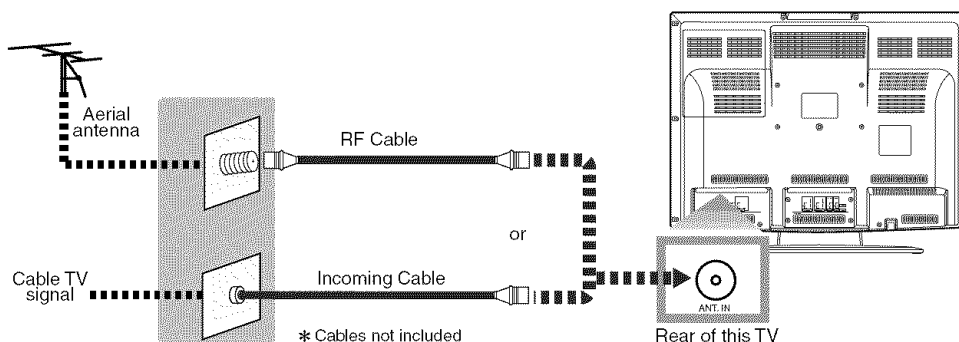 Aerial
antenna
RF Cable
or
Cable TV
signal
Incoming Cable
* Cables not included
ANT. IN
Rear of this TV